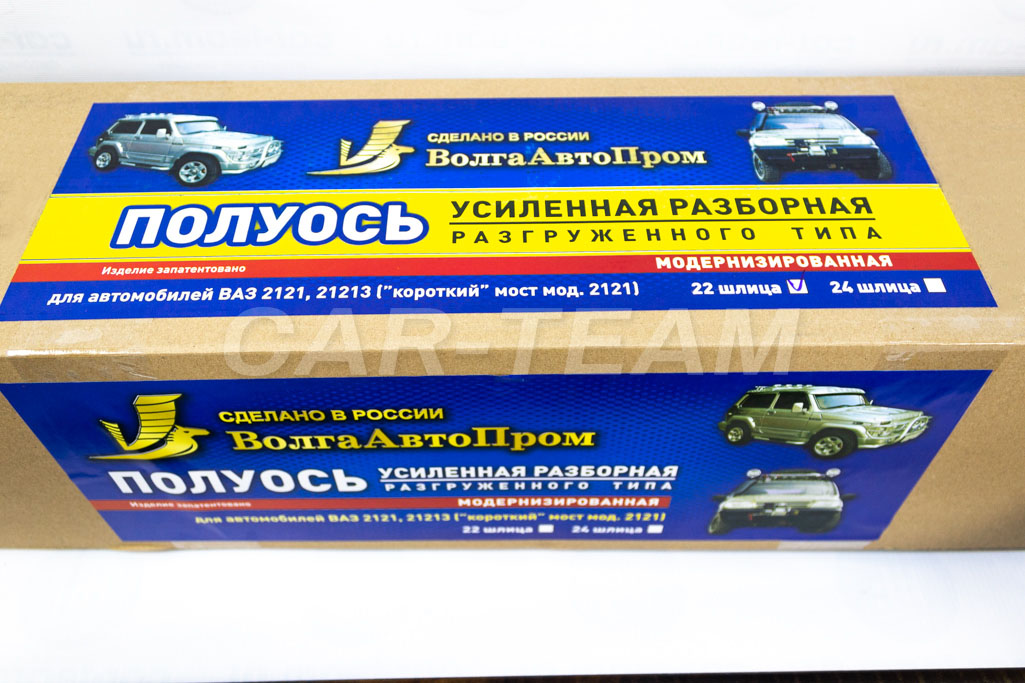 СДЕЛАНО В РОССИИ
ВолгаАвтоПром
ПОЛУОСЬ
УСИЛЕННАЯ РАЗБОРНАЯ
РАЗГРУЖЕННОГО ТИПА
Изделие запатентовано
МОДЕРНИЗИРОВАННАЯ
для автомобилей ВАЗ 2121, 21213 ("короткий" мост мод. 2121)
22 шлица 24 шлица
CAR-TEAM
СДЕЛАНО В РОССИИ
ВолгаАвтоПром
ПОЛУОСЬ
УСИЛЕННАЯ РАЗБОРНАЯ
РАЗГРУЖЕННОГО ТИПА
Изделие запатентовано
МОДЕРНИЗИРОВАННАЯ
для автомобилей ВАЗ 2121, 21213 ("короткий" мост мод. 2121)
22 шлица 24 шлица